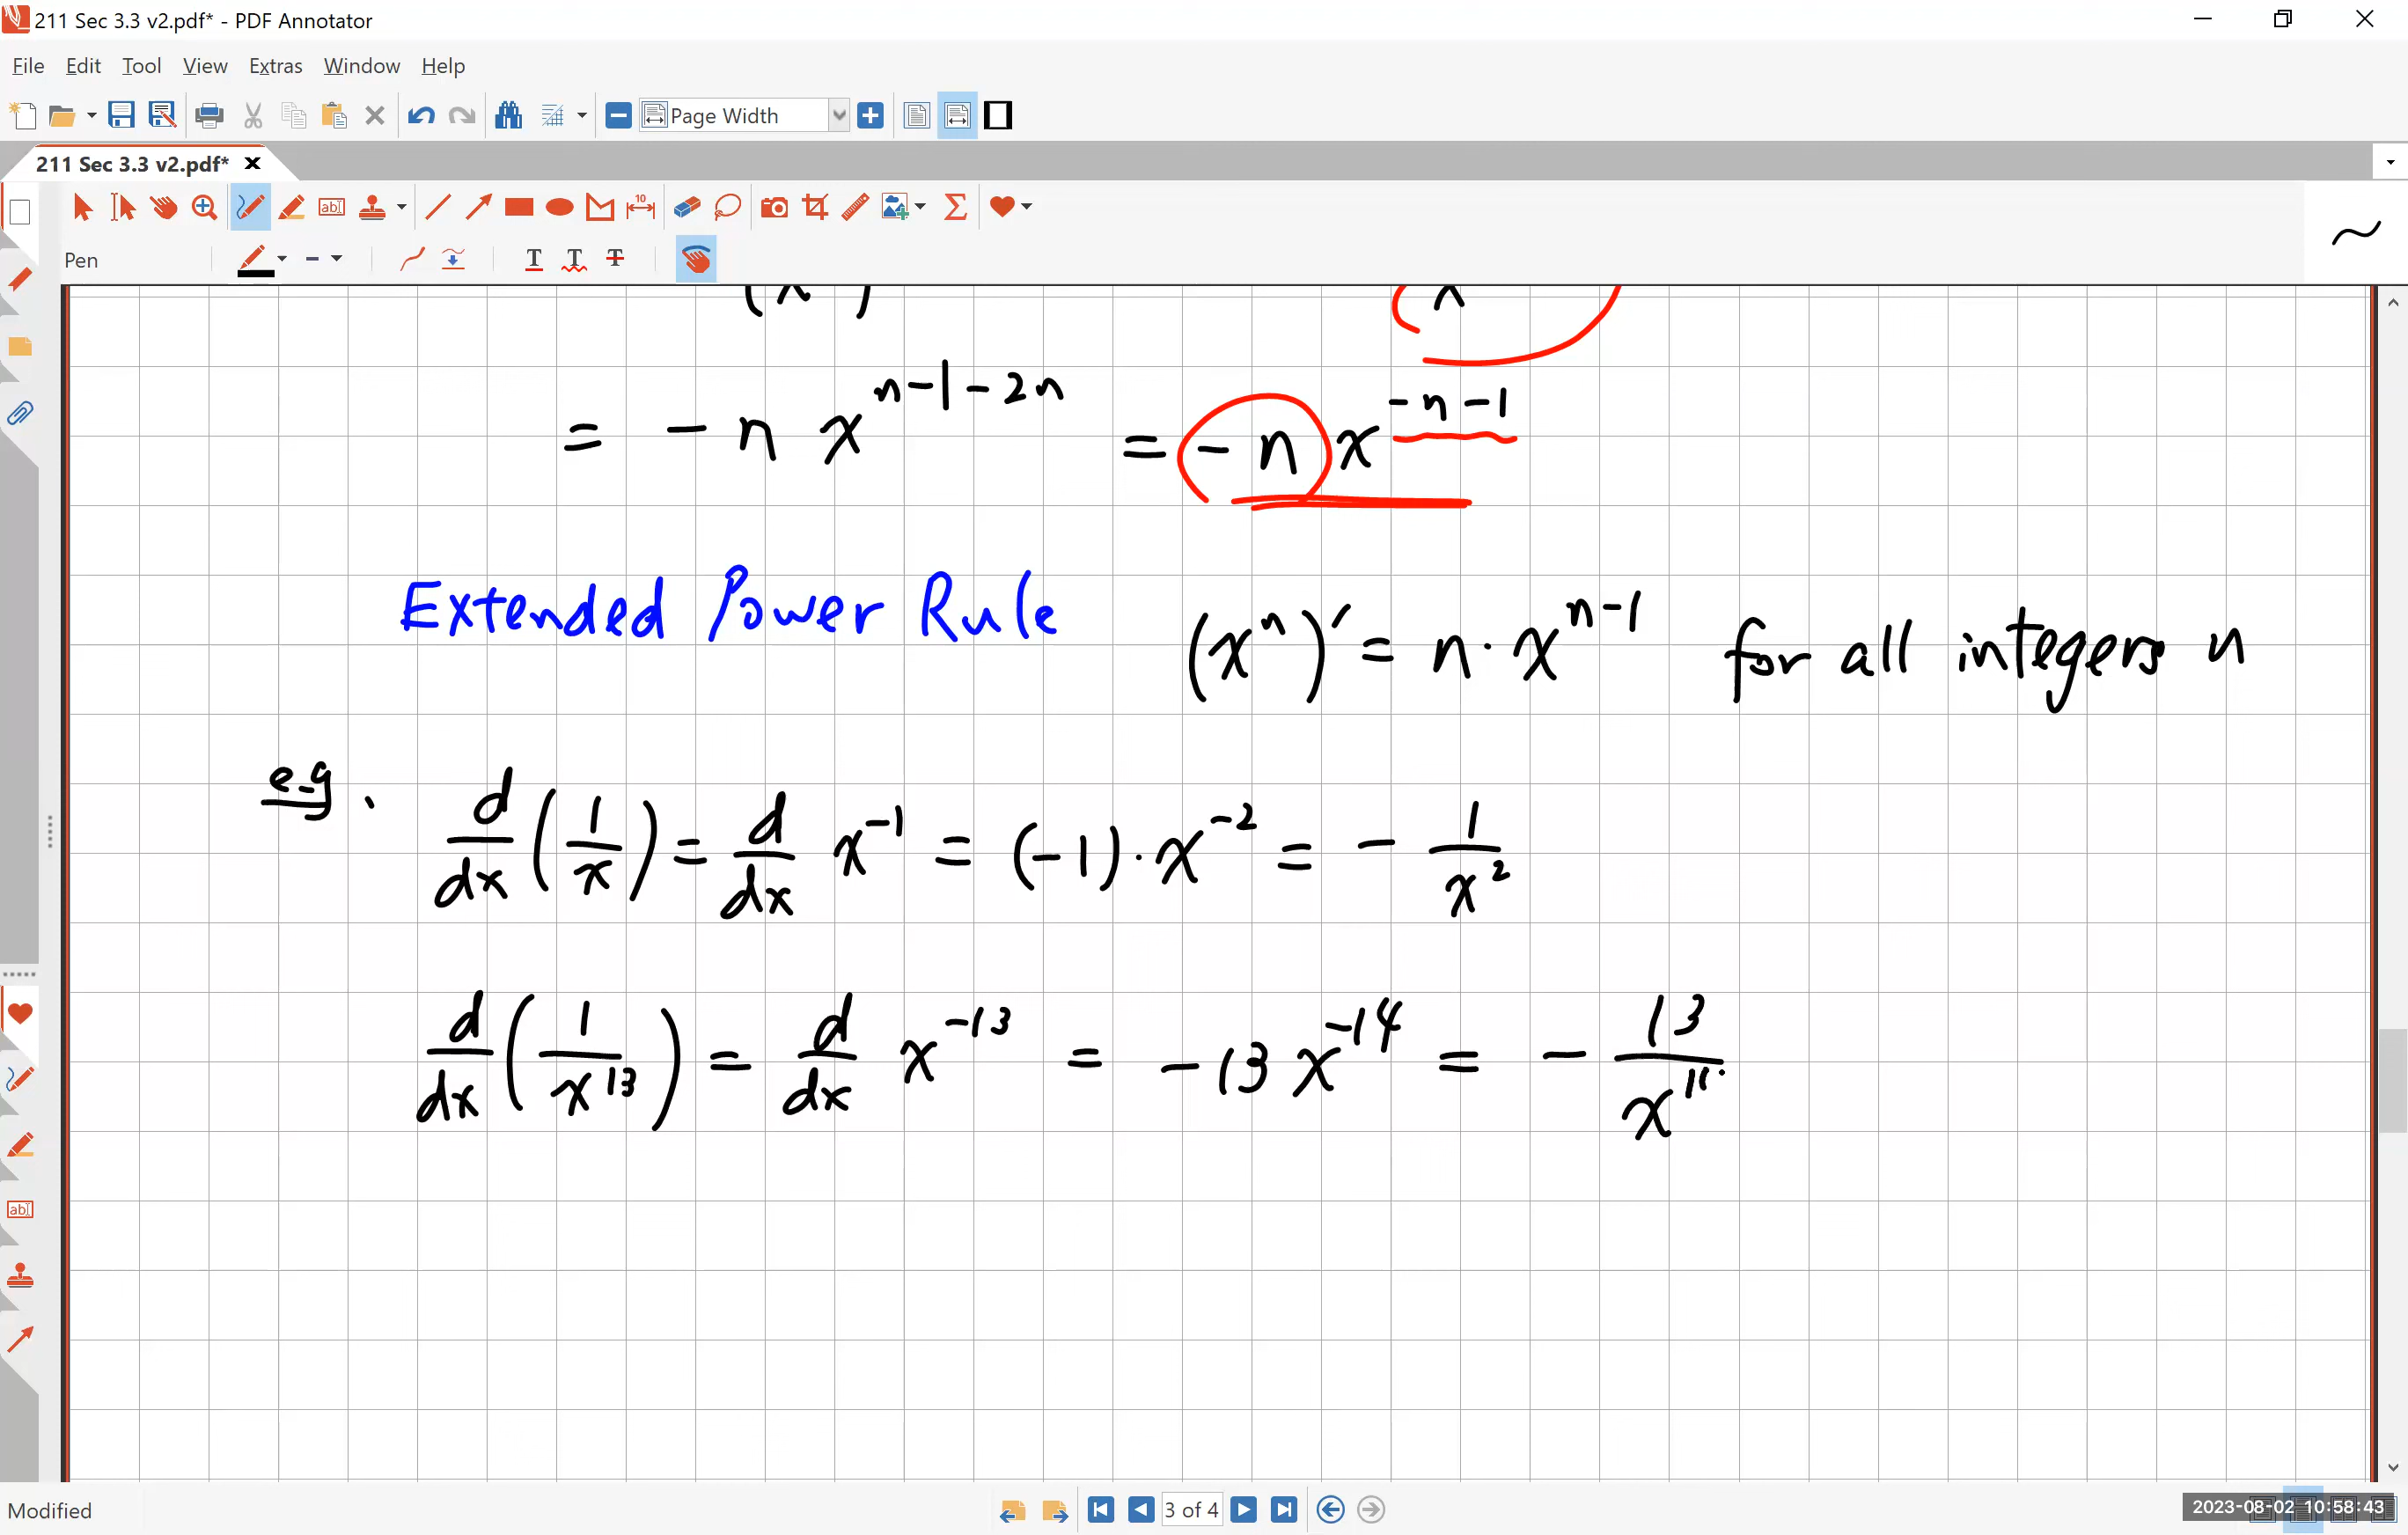 211 Sec 3.3 v2.pdf* - PDF Annotator
File Edit Tool View Extras Window Help
Page Width
211 Sec 3.3 v2.pdf*
Pen
= - n x^{n-1-2n} = -n x^{-n-1}
Extended Power Rule (x^n)' = n · x^{n-1} for all integers n
e.g. d/dx (1/x) = d/dx x^{-1} = (-1) · x^{-2} = - 1/x^2
d/dx (1/x^{13}) = d/dx x^{-13} = -13 x^{-14} = - 13/x
Modified
3 of 4
2023-08-02 10:58:43